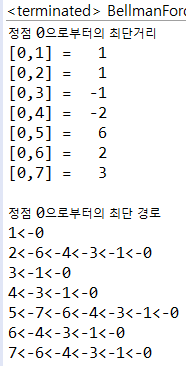 <terminated> BellmanFord
정점 0으로부터의 최단거리
[0,1] = 1
[0,2] = 1
[0,3] = -1
[0,4] = -2
[0,5] = 6
[0,6] = 2
[0,7] = 3
정점 0으로부터의 최단 경로
1<-0
2<-6<-4<-3<-1<-0
3<-1<-0
4<-3<-1<-0
5<-7<-6<-4<-3<-1<-0
6<-4<-3<-1<-0
7<-6<-4<-3<-1<-0